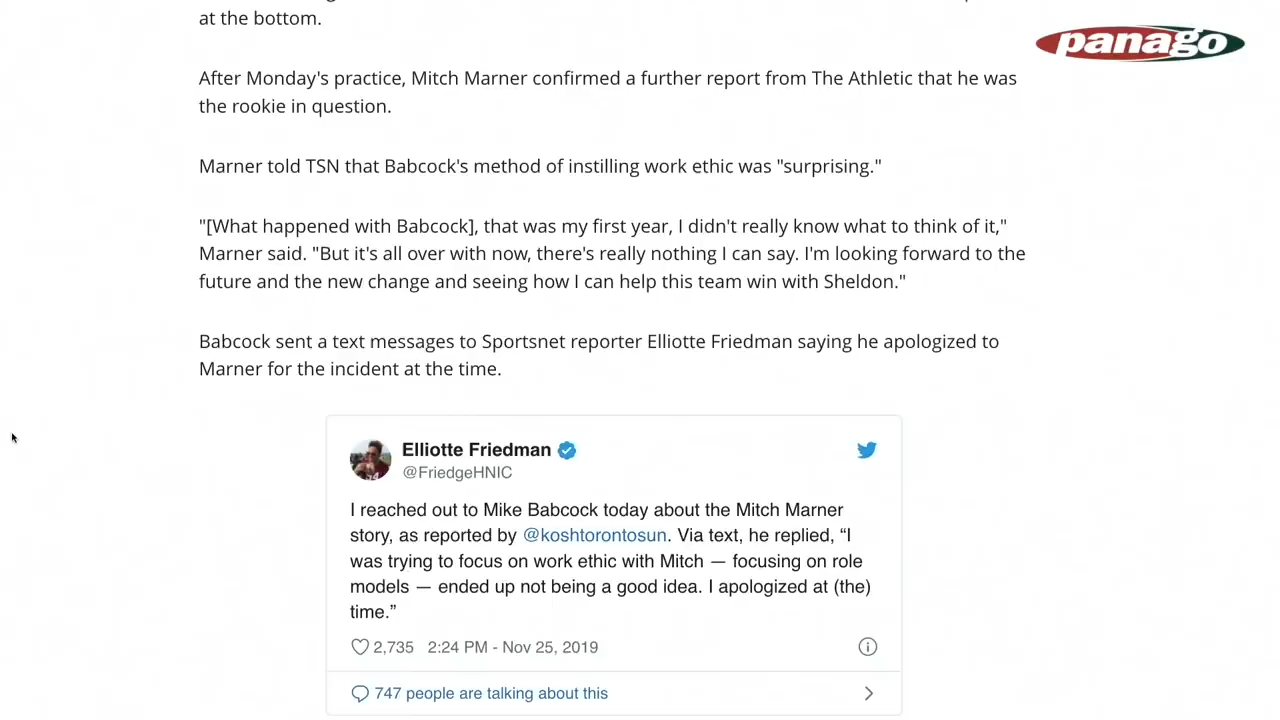 at the bottom.
panago
After Monday's practice, Mitch Marner confirmed a further report from The Athletic that he was
the rookie in question.
Marner told TSN that Babcock's method of instilling work ethic was "surprising."
"[What happened with Babcock], that was my first year, I didn't really know what to think of it,"
Marner said. "But it's all over with now, there's really nothing I can say. I'm looking forward to the
future and the new change and seeing how I can help this team win with Sheldon."
Babcock sent a text messages to Sportsnet reporter Elliotte Friedman saying he apologized to
Marner for the incident at the time.
Elliotte Friedman
@FriedgeHNIC
I reached out to Mike Babcock today about the Mitch Marner
story, as reported by @koshtorontosun. Via text, he replied, “I
was trying to focus on work ethic with Mitch — focusing on role
models — ended up not being a good idea. I apologized at (the)
time.”
2,735 2:24 PM - Nov 25, 2019
747 people are talking about this